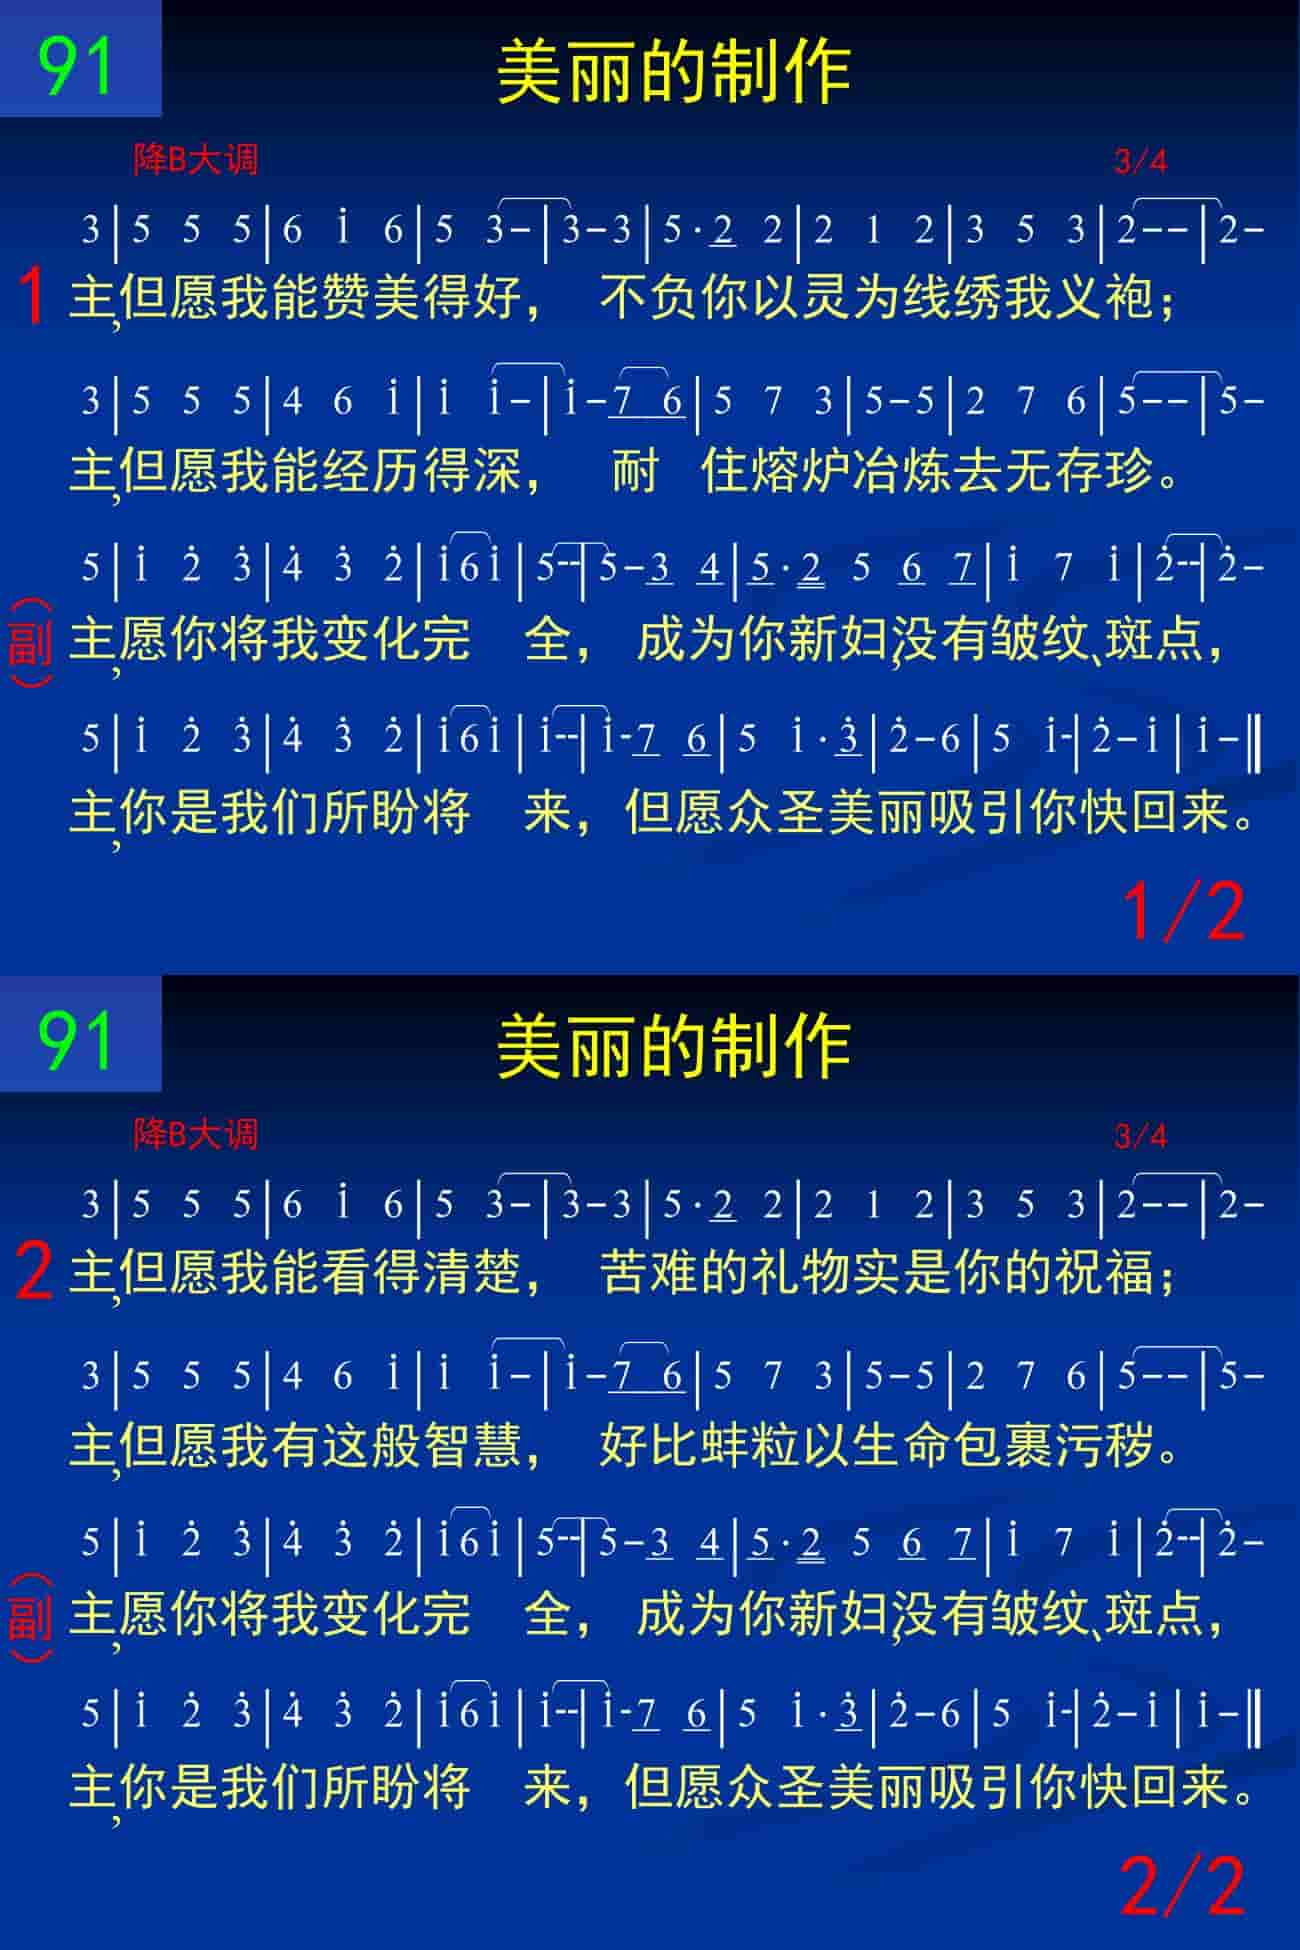 91
美丽的制作
降B大调 3/4
3|5 5 5|6 i 6|5 3-|3-3|5·2 2|2 1 2|3 5 3|2--|2-
1 主,但愿我能赞美得好， 不负你以灵为线绣我义袍；
3|5 5 5|4 6 i|i i-|i-7 6|5 7 3|5-5|2 7 6|5--|5-
主,但愿我能经历得深， 耐 住熔炉冶炼去无存珍。
5|i 2̇ 3̇|4̇ 3̇ 2̇|i6i|5--|5-3 4|5·2 5 6 7|i 7 i|2̇--|2̇-
（副） 主,愿你将我变化完 全， 成为你新妇,没有皱纹、斑点，
5|i 2̇ 3̇|4̇ 3̇ 2̇|i6i|i--|i-7 6|5 i·3̇|2̇-6|5 i-|2̇-i|i-‖
主,你是我们所盼将 来， 但愿众圣美丽吸引你快回来。
1/2
91
美丽的制作
降B大调 3/4
3|5 5 5|6 i 6|5 3-|3-3|5·2 2|2 1 2|3 5 3|2--|2-
2 主,但愿我能看得清楚， 苦难的礼物实是你的祝福；
3|5 5 5|4 6 i|i i-|i-7 6|5 7 3|5-5|2 7 6|5--|5-
主,但愿我有这般智慧， 好比蚌粒以生命包裹污秽。
5|i 2̇ 3̇|4̇ 3̇ 2̇|i6i|5--|5-3 4|5·2 5 6 7|i 7 i|2̇--|2̇-
（副） 主,愿你将我变化完 全， 成为你新妇,没有皱纹、斑点，
5|i 2̇ 3̇|4̇ 3̇ 2̇|i6i|i--|i-7 6|5 i·3̇|2̇-6|5 i-|2̇-i|i-‖
主,你是我们所盼将 来， 但愿众圣美丽吸引你快回来。
2/2